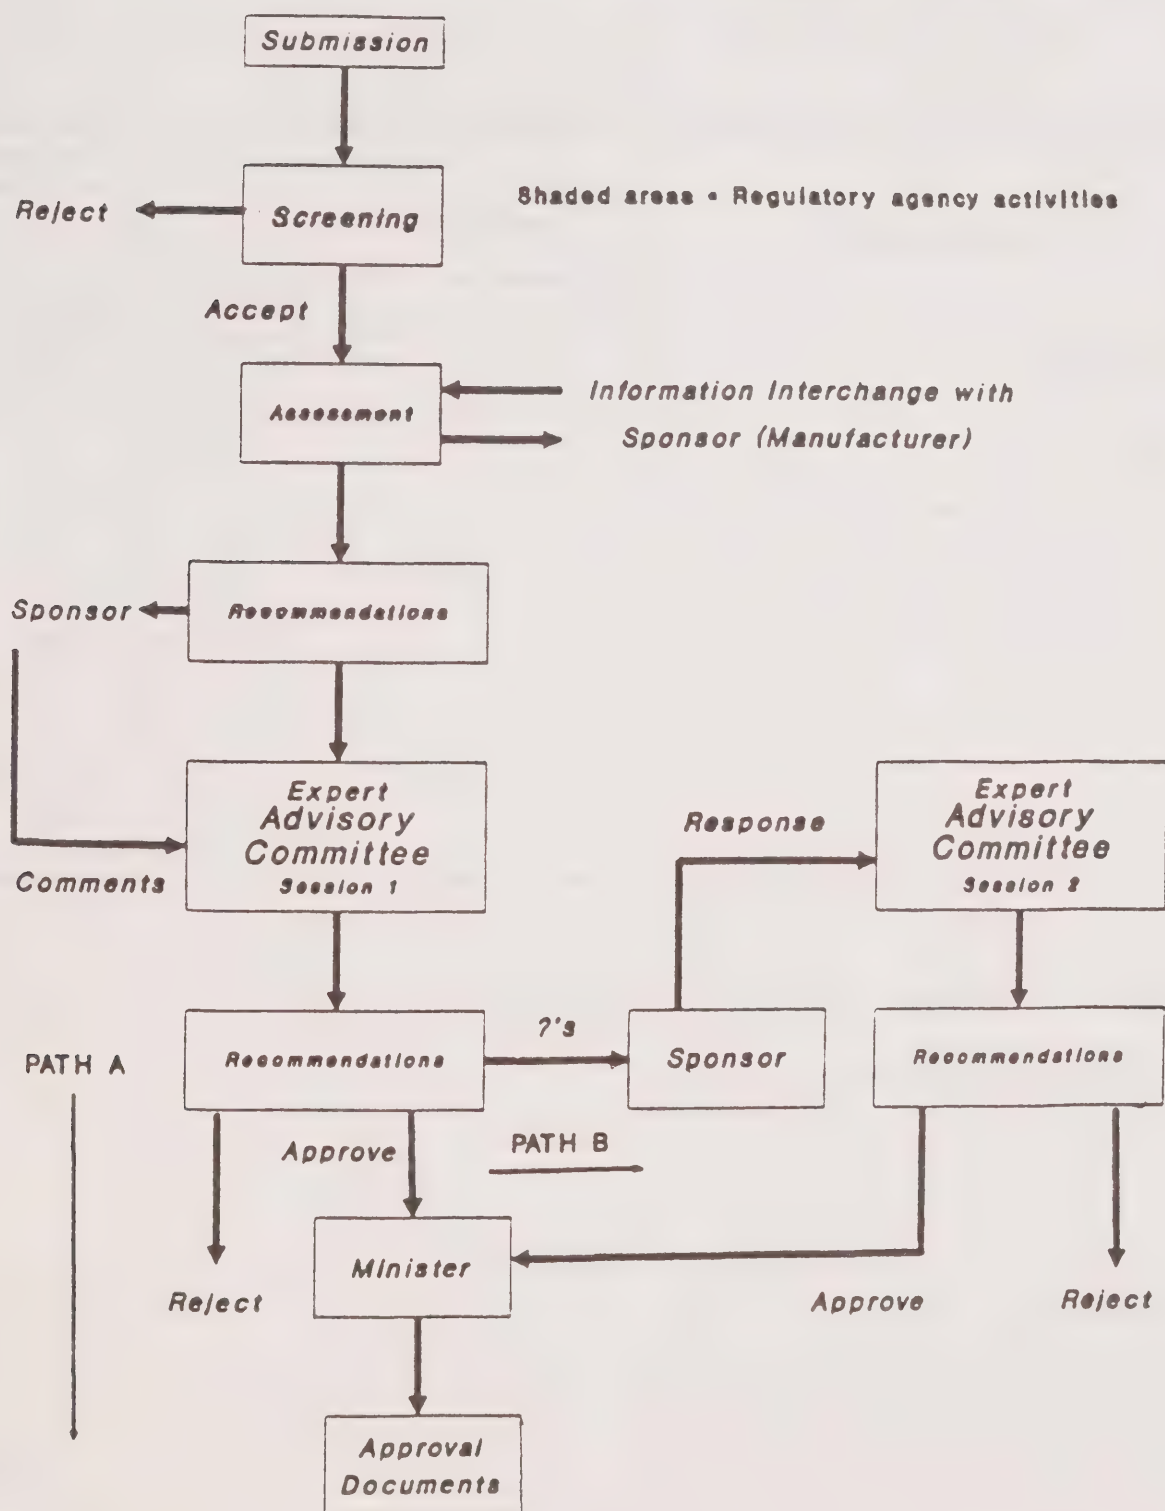 Submission
Reject
Screening
Shaded areas = Regulatory agency activities
Accept
Assessment
Information Interchange with
Sponsor (Manufacturer)
Sponsor
Recommendations
Expert
Advisory
Committee
Session 1
Comments
Response
Expert
Advisory
Committee
Session 2
PATH A
Recommendations
?'s
Sponsor
Recommendations
Approve
PATH B
Minister
Reject
Approve
Reject
Approval
Documents